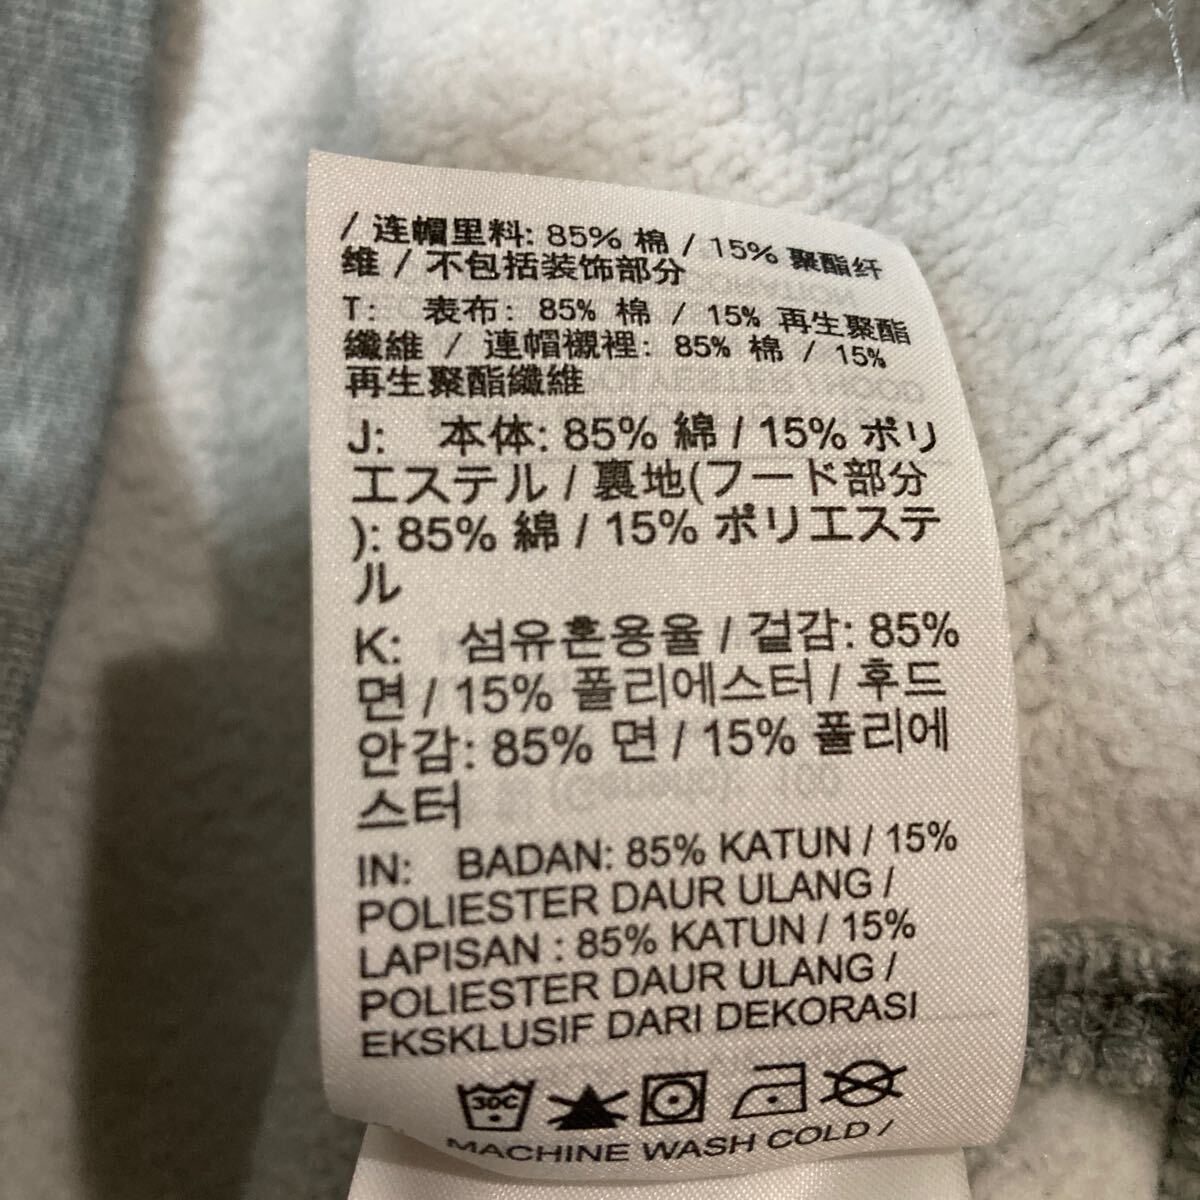 / 连帽里料: 85% 棉 / 15% 聚酯纤
维 / 不包括装饰部分
T: 表布: 85% 棉 / 15% 再生聚酯
纖維 / 連帽襯裡: 85% 棉 / 15%
再生聚酯纖維
J: 本体: 85% 綿 / 15% ポリ
エステル / 裏地(フード部分
): 85% 綿 / 15% ポリエステ
ル
K: 섬유혼용율 / 겉감: 85%
면 / 15% 폴리에스터 / 후드
안감: 85% 면 / 15% 폴리에
스터
IN: BADAN: 85% KATUN / 15%
POLIESTER DAUR ULANG /
LAPISAN : 85% KATUN / 15%
POLIESTER DAUR ULANG /
EKSKLUSIF DARI DEKORASI
30C
MACHINE WASH COLD /